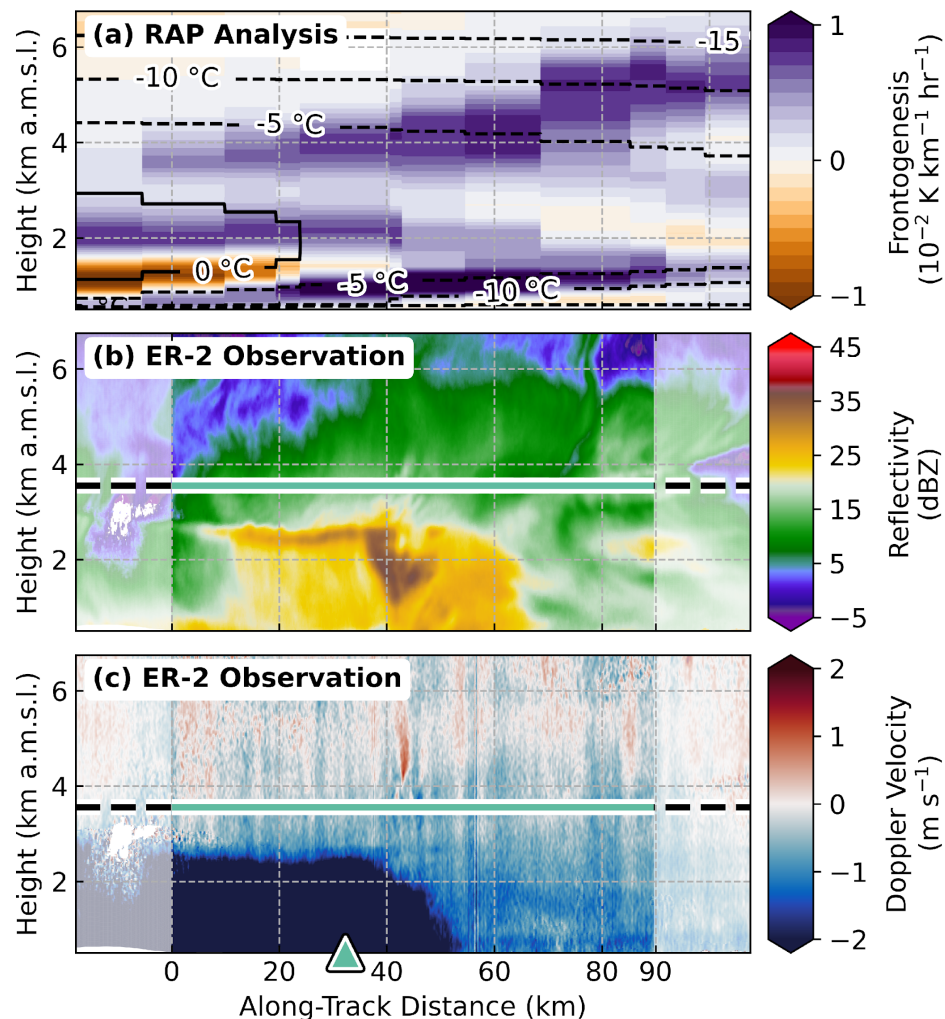 (a) RAP Analysis
-15
-10 °C
-5 °C
0 °C
-5 °C
-10 °C
°C
6
4
2
Height (km a.m.s.l.)
1
0
−1
Frontogenesis
(10⁻² K km⁻¹ hr⁻¹)
(b) ER-2 Observation
6
4
2
Height (km a.m.s.l.)
45
35
25
15
5
−5
Reflectivity
(dBZ)
(c) ER-2 Observation
6
4
2
Height (km a.m.s.l.)
2
1
0
−1
−2
Doppler Velocity
(m s⁻¹)
0
20
40
60
80
90
Along-Track Distance (km)